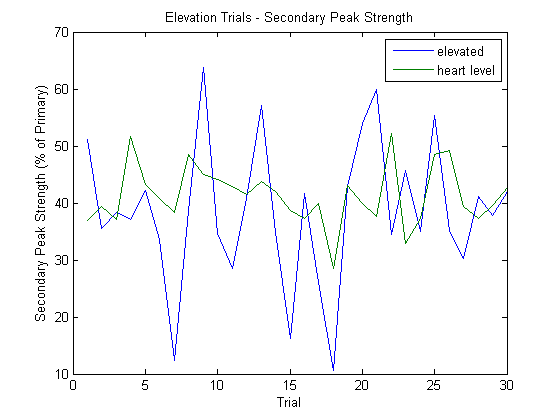 Elevation Trials - Secondary Peak Strength
elevated
heart level
Secondary Peak Strength (% of Primary)
70
60
50
40
30
20
10
0
5
10
15
20
25
30
Trial